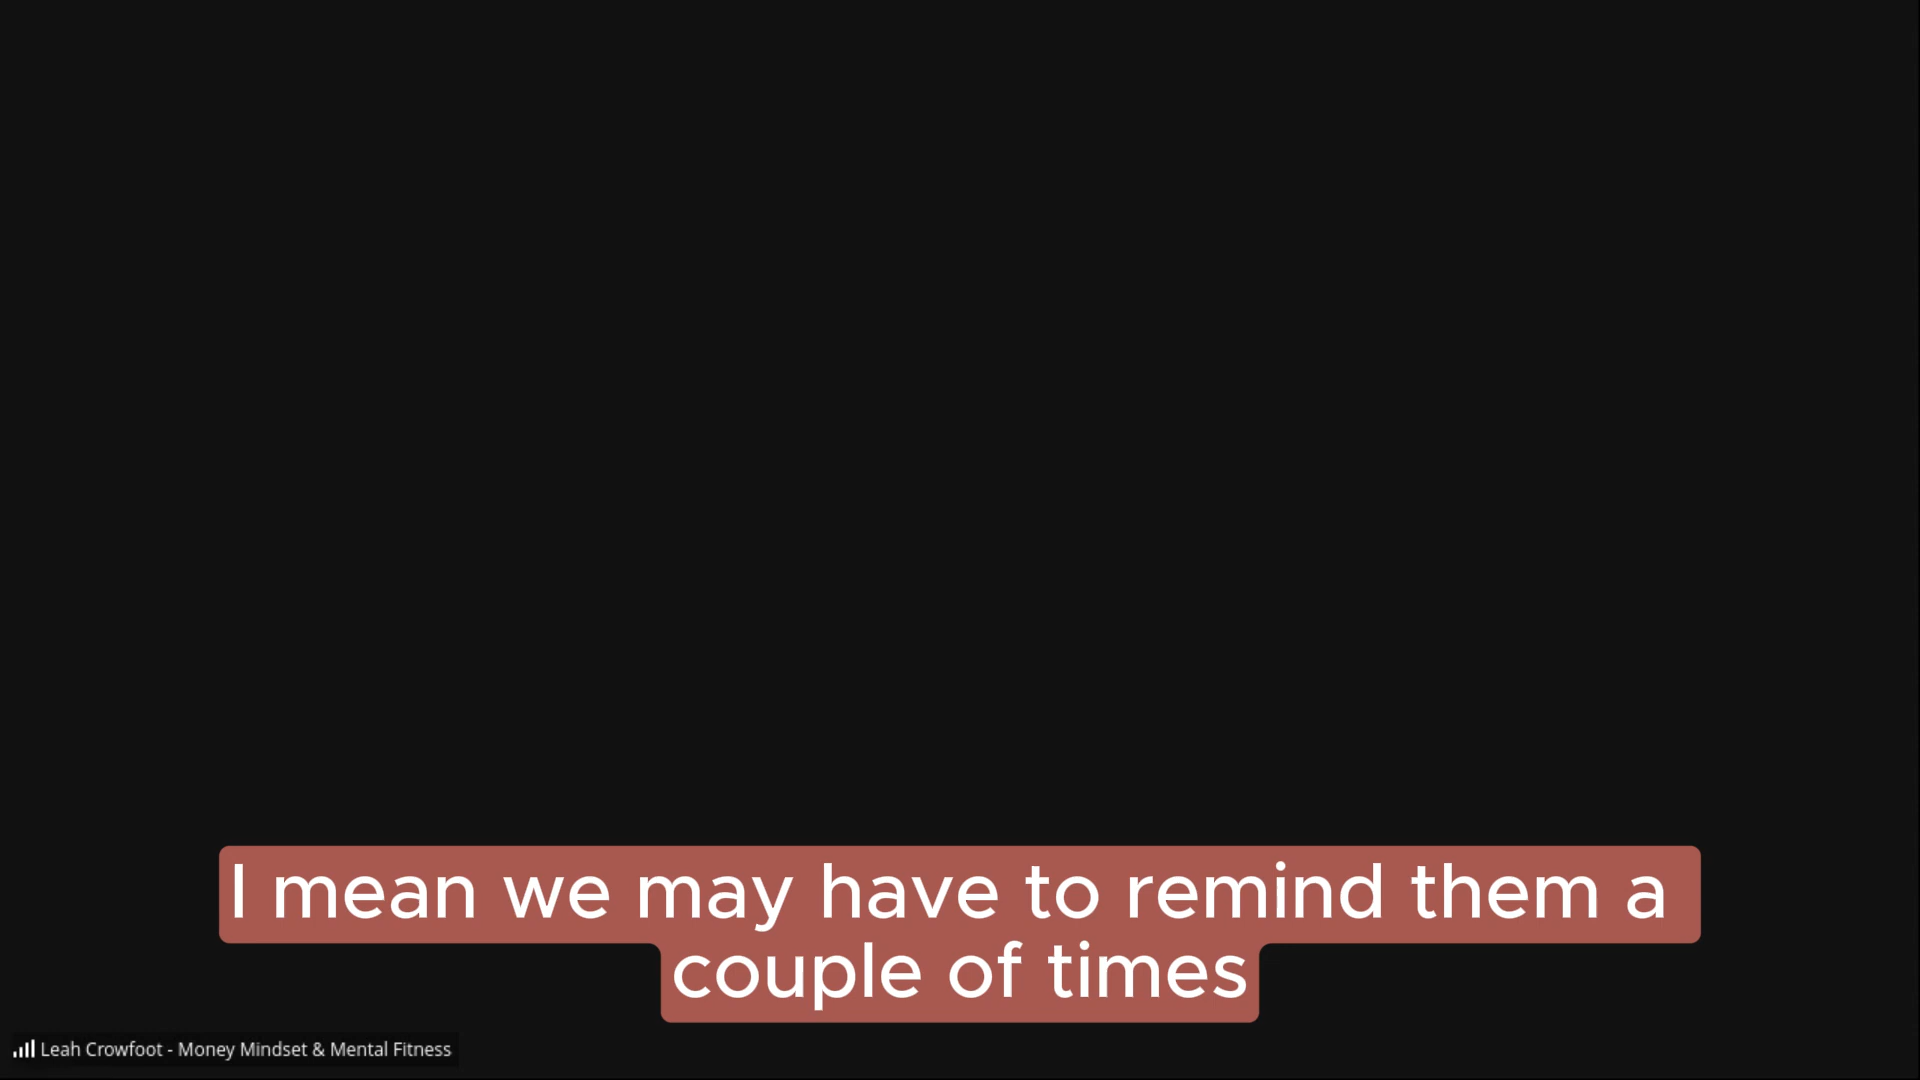 I mean we may have to remind them a
couple of times
Leah Crowfoot - Money Mindset & Mental Fitness